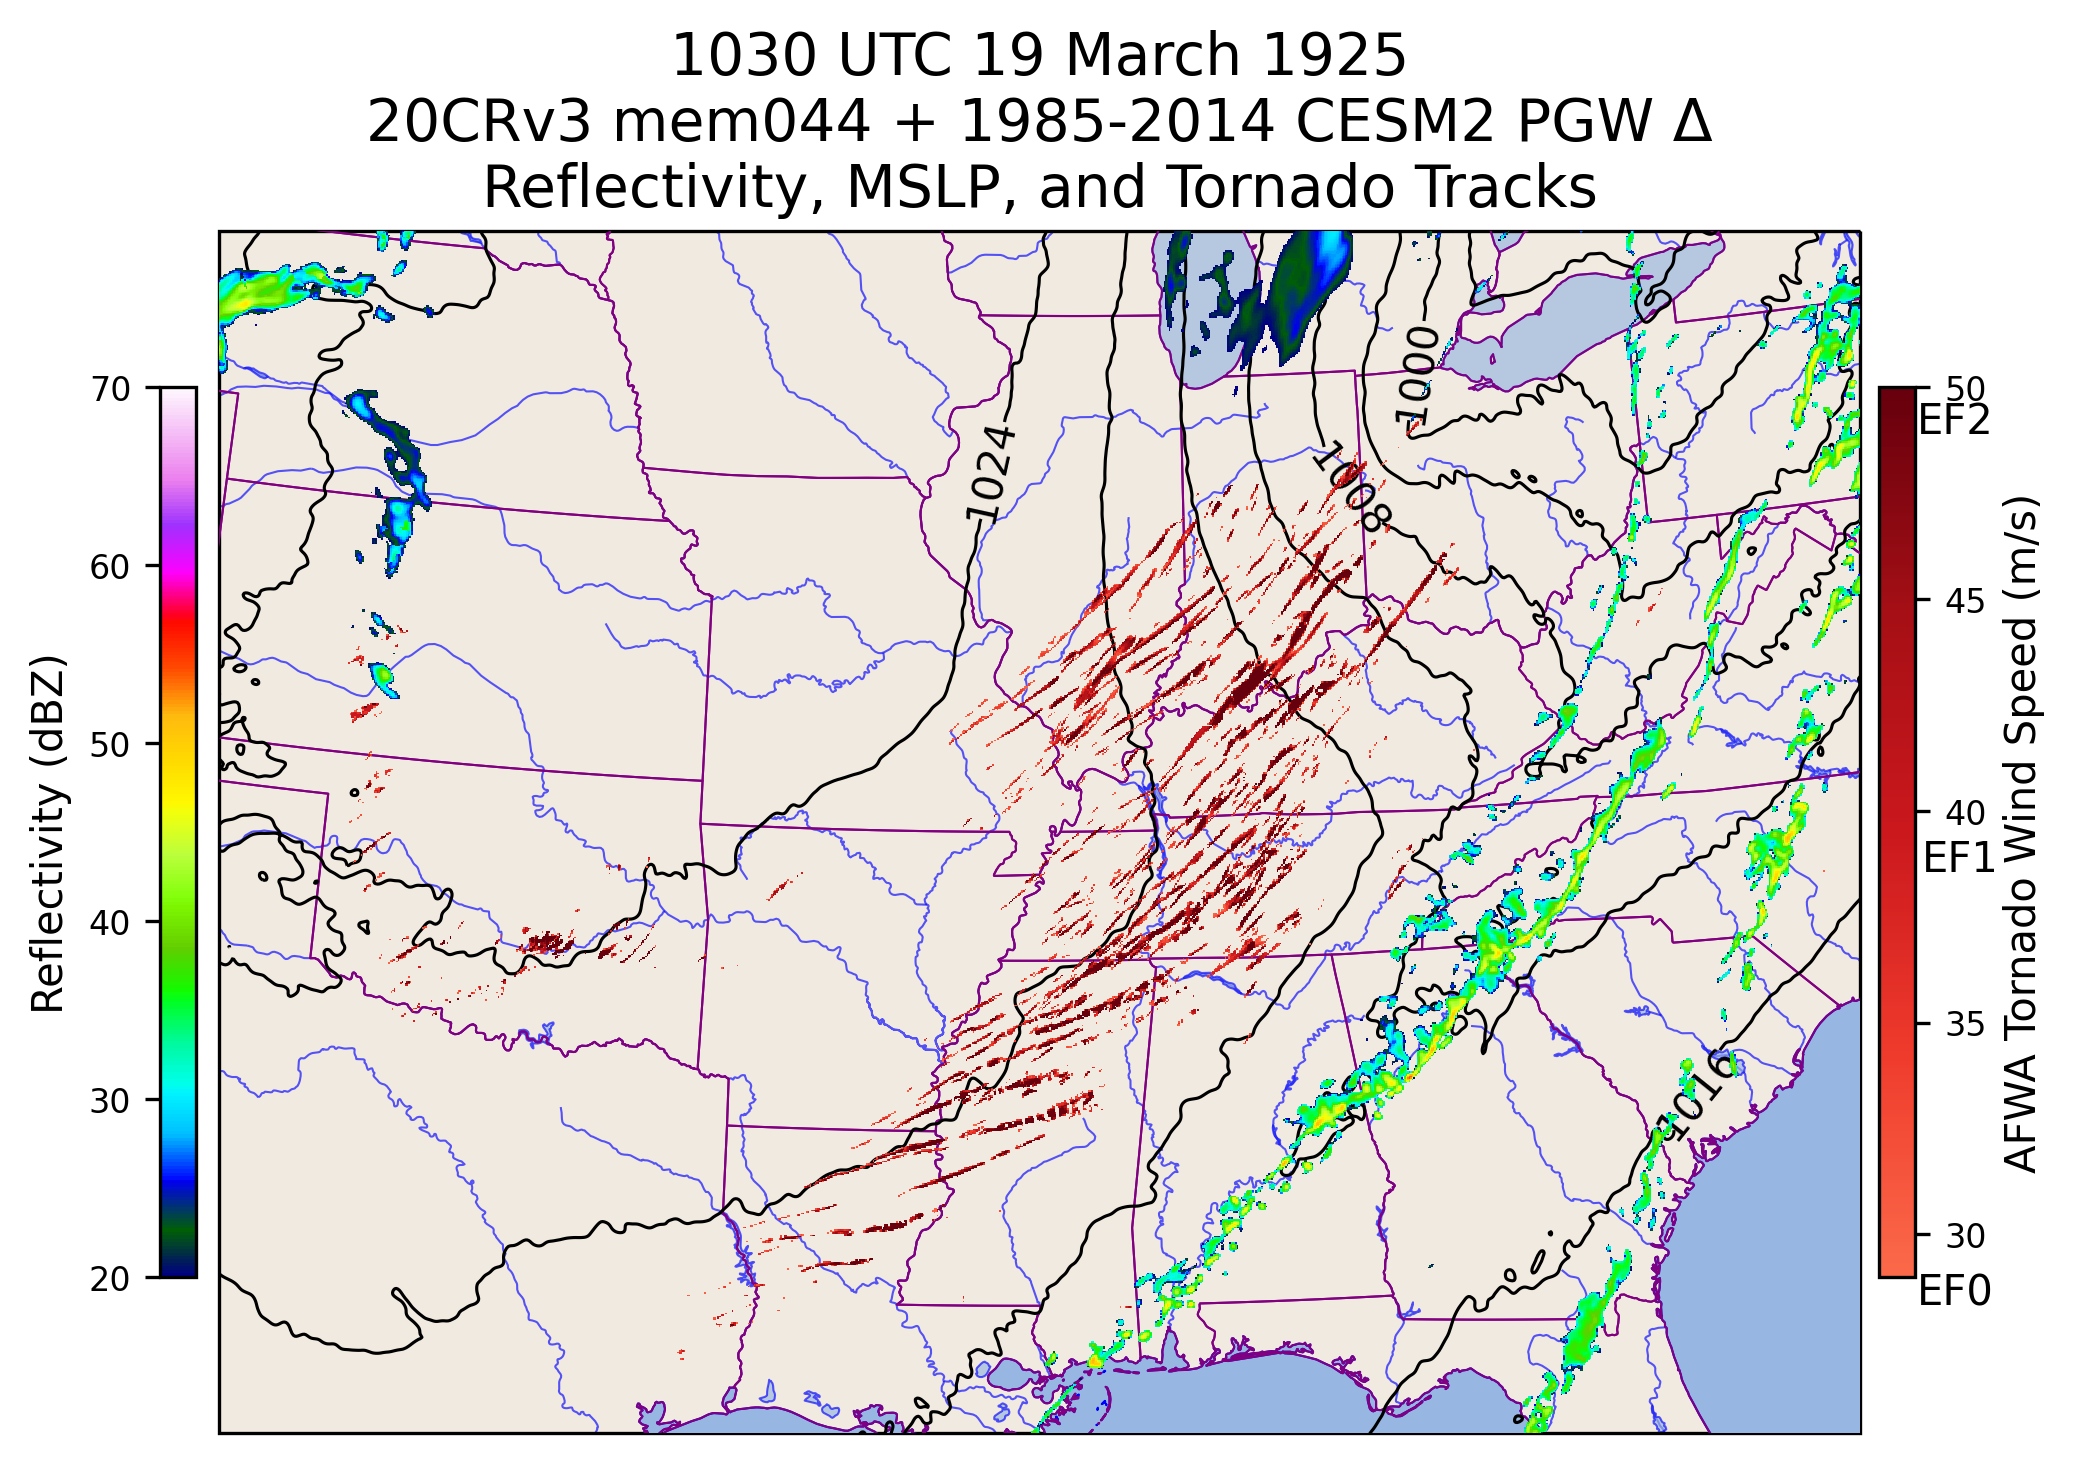 1030 UTC 19 March 1925
20CRv3 mem044 + 1985-2014 CESM2 PGW Δ
Reflectivity, MSLP, and Tornado Tracks
Reflectivity (dBZ)
70
60
50
40
30
20
1024
1008
1000
1016
50
EF2
45
40
EF1
35
30
EF0
AFWA Tornado Wind Speed (m/s)